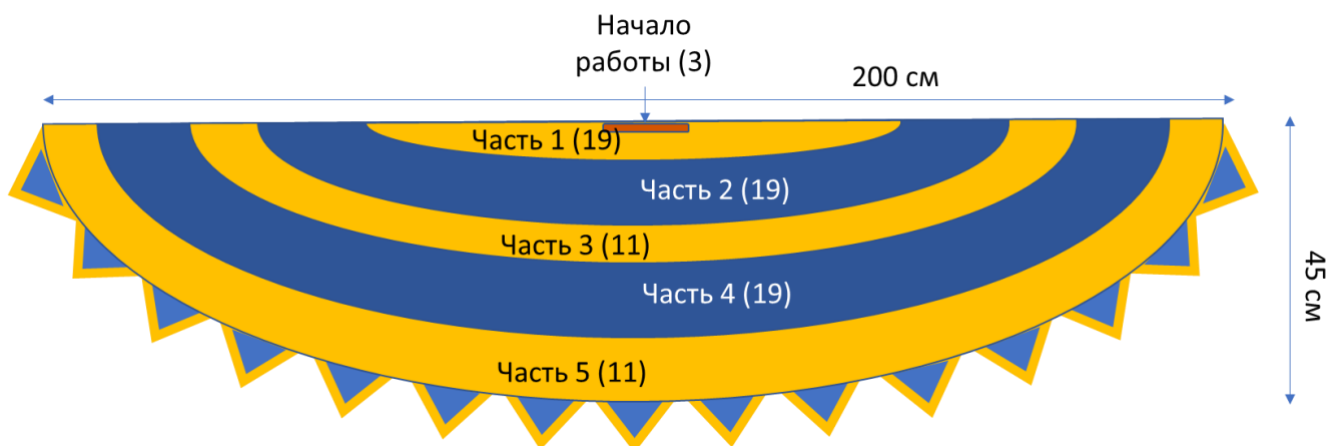 Начало
работы (3)
200 см
Часть 1 (19)
Часть 2 (19)
Часть 3 (11)
Часть 4 (19)
Часть 5 (11)
45 см